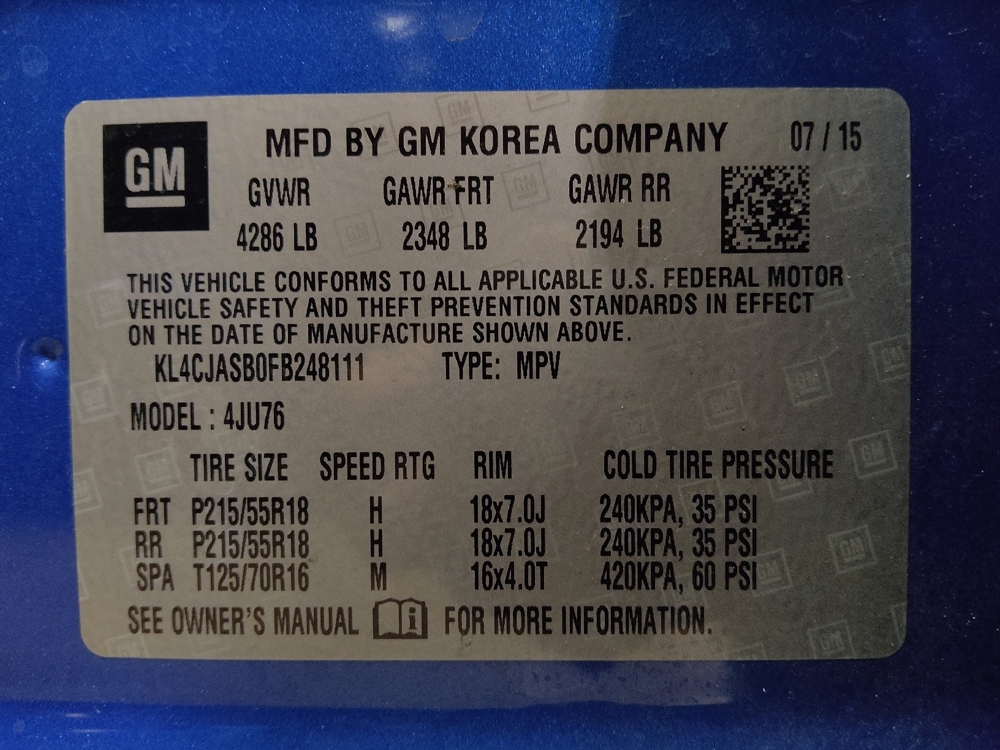 GM
MFD BY GM KOREA COMPANY 07 / 15
GVWR GAWR FRT GAWR RR
4286 LB 2348 LB 2194 LB
THIS VEHICLE CONFORMS TO ALL APPLICABLE U.S. FEDERAL MOTOR
VEHICLE SAFETY AND THEFT PREVENTION STANDARDS IN EFFECT
ON THE DATE OF MANUFACTURE SHOWN ABOVE.
KL4CJASB0FB248111 TYPE: MPV
MODEL : 4JU76
TIRE SIZE SPEED RTG RIM COLD TIRE PRESSURE
FRT P215/55R18 H 18x7.0J 240KPA, 35 PSI
RR P215/55R18 H 18x7.0J 240KPA, 35 PSI
SPA T125/70R16 M 16x4.0T 420KPA, 60 PSI
SEE OWNER'S MANUAL i FOR MORE INFORMATION.